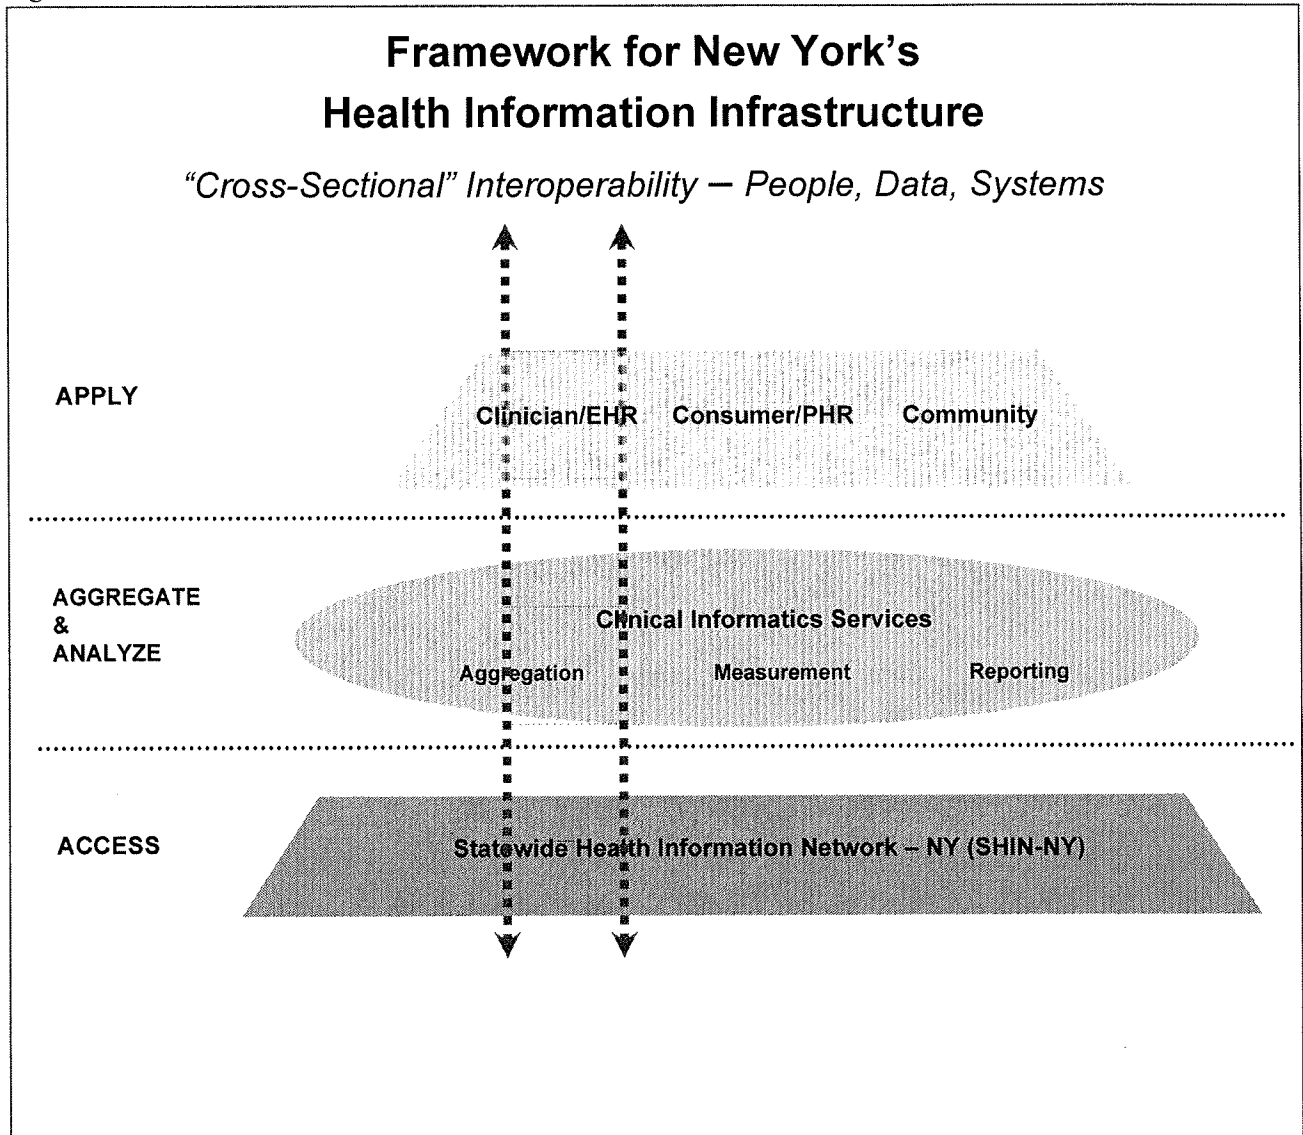 Framework for New York's
Health Information Infrastructure
“Cross-Sectional” Interoperability – People, Data, Systems
APPLY
Clinician/EHR Consumer/PHR Community
AGGREGATE
&
ANALYZE
Clinical Informatics Services
Aggregation Measurement Reporting
ACCESS
Statewide Health Information Network – NY (SHIN-NY)